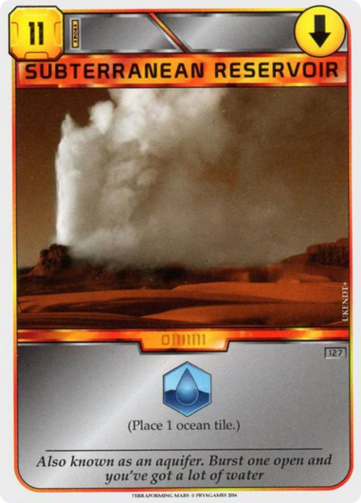 11
SUBTERRANEAN RESERVOIR
UKENDT*
127
(Place 1 ocean tile.)
Also known as an aquifer. Burst one open and
you've got a lot of water
TERRAFORMING MARS © FRYXGAMES 2016